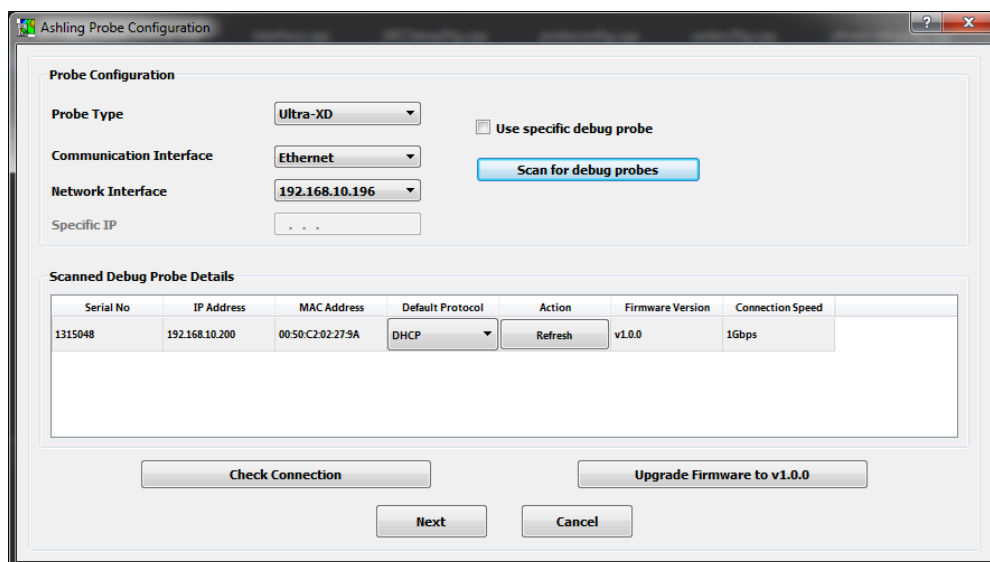 Ashling Probe Configuration
Probe Configuration
Probe Type
Ultra-XD
Use specific debug probe
Communication Interface
Ethernet
Scan for debug probes
Network Interface
192.168.10.196
Specific IP
. . .
Scanned Debug Probe Details
Serial No IP Address MAC Address Default Protocol Action Firmware Version Connection Speed
1315048 192.168.10.200 00:50:C2:02:27:9A DHCP Refresh v1.0.0 1Gbps
Check Connection Upgrade Firmware to v1.0.0
Next Cancel